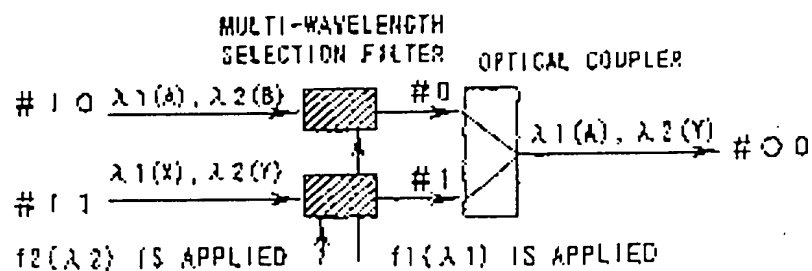 MULTI-WAVELENGTH
SELECTION FILTER
OPTICAL COUPLER
#I0 λ1(A), λ2(B) #0
λ1(A), λ2(Y) #00
#I1 λ1(X), λ2(Y) #1
f2(λ2) IS APPLIED f1(λ1) IS APPLIED